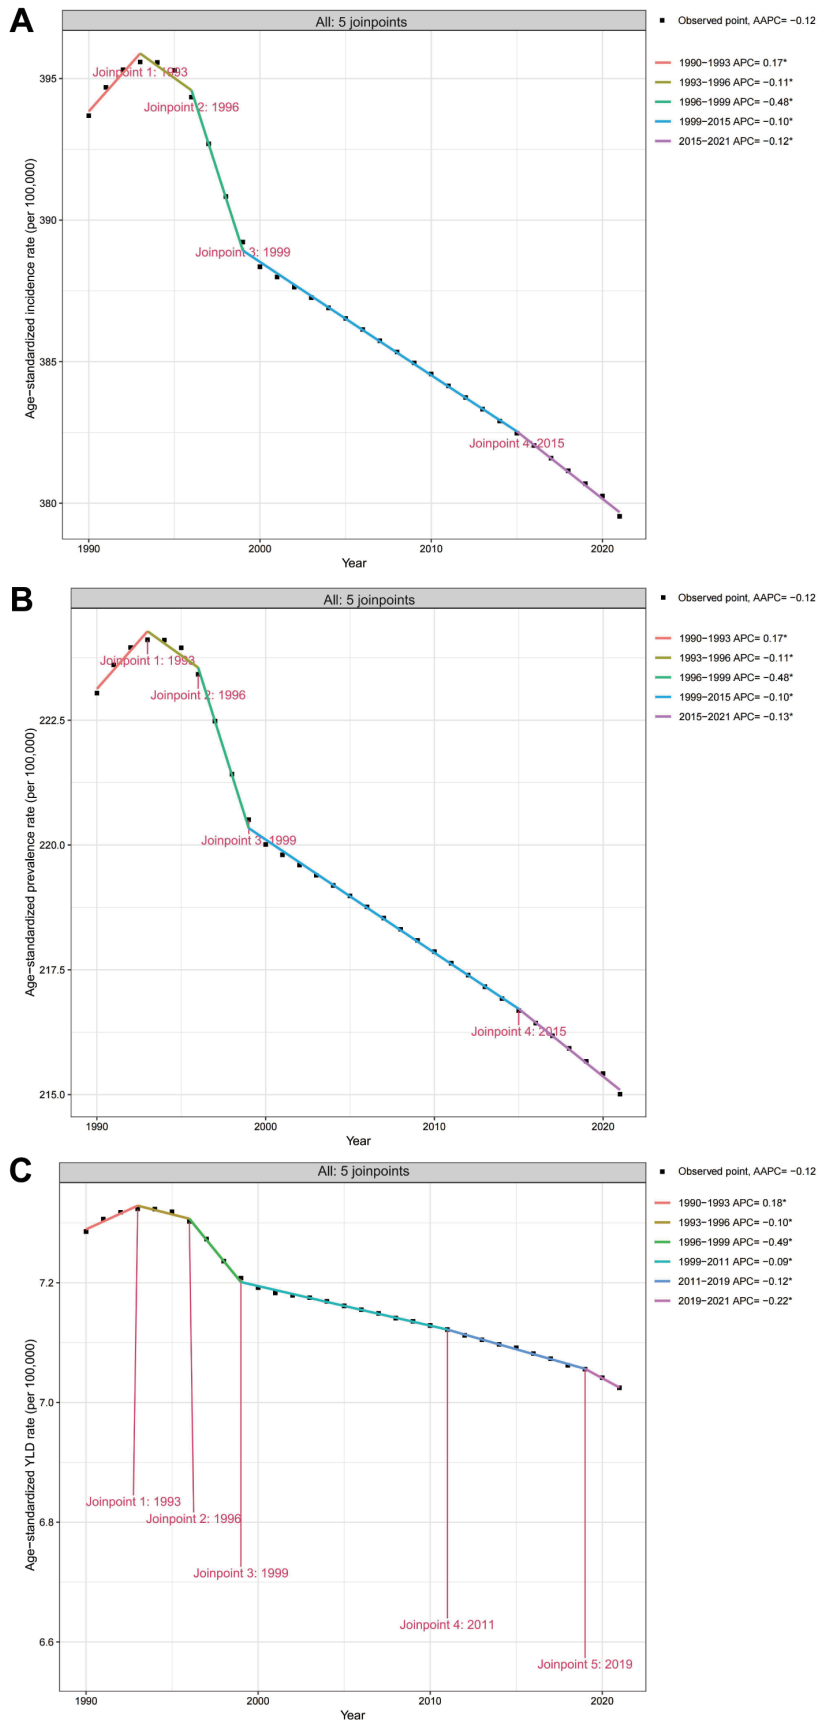 A
All: 5 joinpoints
Observed point, AAPC= −0.12
1990−1993 APC= 0.17*
1993−1996 APC= −0.11*
1996−1999 APC= −0.48*
1999−2015 APC= −0.10*
2015−2021 APC= −0.12*
Age−standardized incidence rate (per 100,000)
395
390
385
380
Joinpoint 1: 1993
Joinpoint 2: 1996
Joinpoint 3: 1999
Joinpoint 4: 2015
1990
2000
2010
2020
Year
B
All: 5 joinpoints
Observed point, AAPC= −0.12
1990−1993 APC= 0.17*
1993−1996 APC= −0.11*
1996−1999 APC= −0.48*
1999−2015 APC= −0.10*
2015−2021 APC= −0.13*
Age−standardized prevalence rate (per 100,000)
222.5
220.0
217.5
215.0
Joinpoint 1: 1993
Joinpoint 2: 1996
Joinpoint 3: 1999
Joinpoint 4: 2015
1990
2000
2010
2020
Year
C
All: 5 joinpoints
Observed point, AAPC= −0.12
1990−1993 APC= 0.18*
1993−1996 APC= −0.10*
1996−1999 APC= −0.49*
1999−2011 APC= −0.09*
2011−2019 APC= −0.12*
2019−2021 APC= −0.22*
Age−standardized YLD rate (per 100,000)
7.2
7.0
6.8
6.6
Joinpoint 1: 1993
Joinpoint 2: 1996
Joinpoint 3: 1999
Joinpoint 4: 2011
Joinpoint 5: 2019
1990
2000
2010
2020
Year